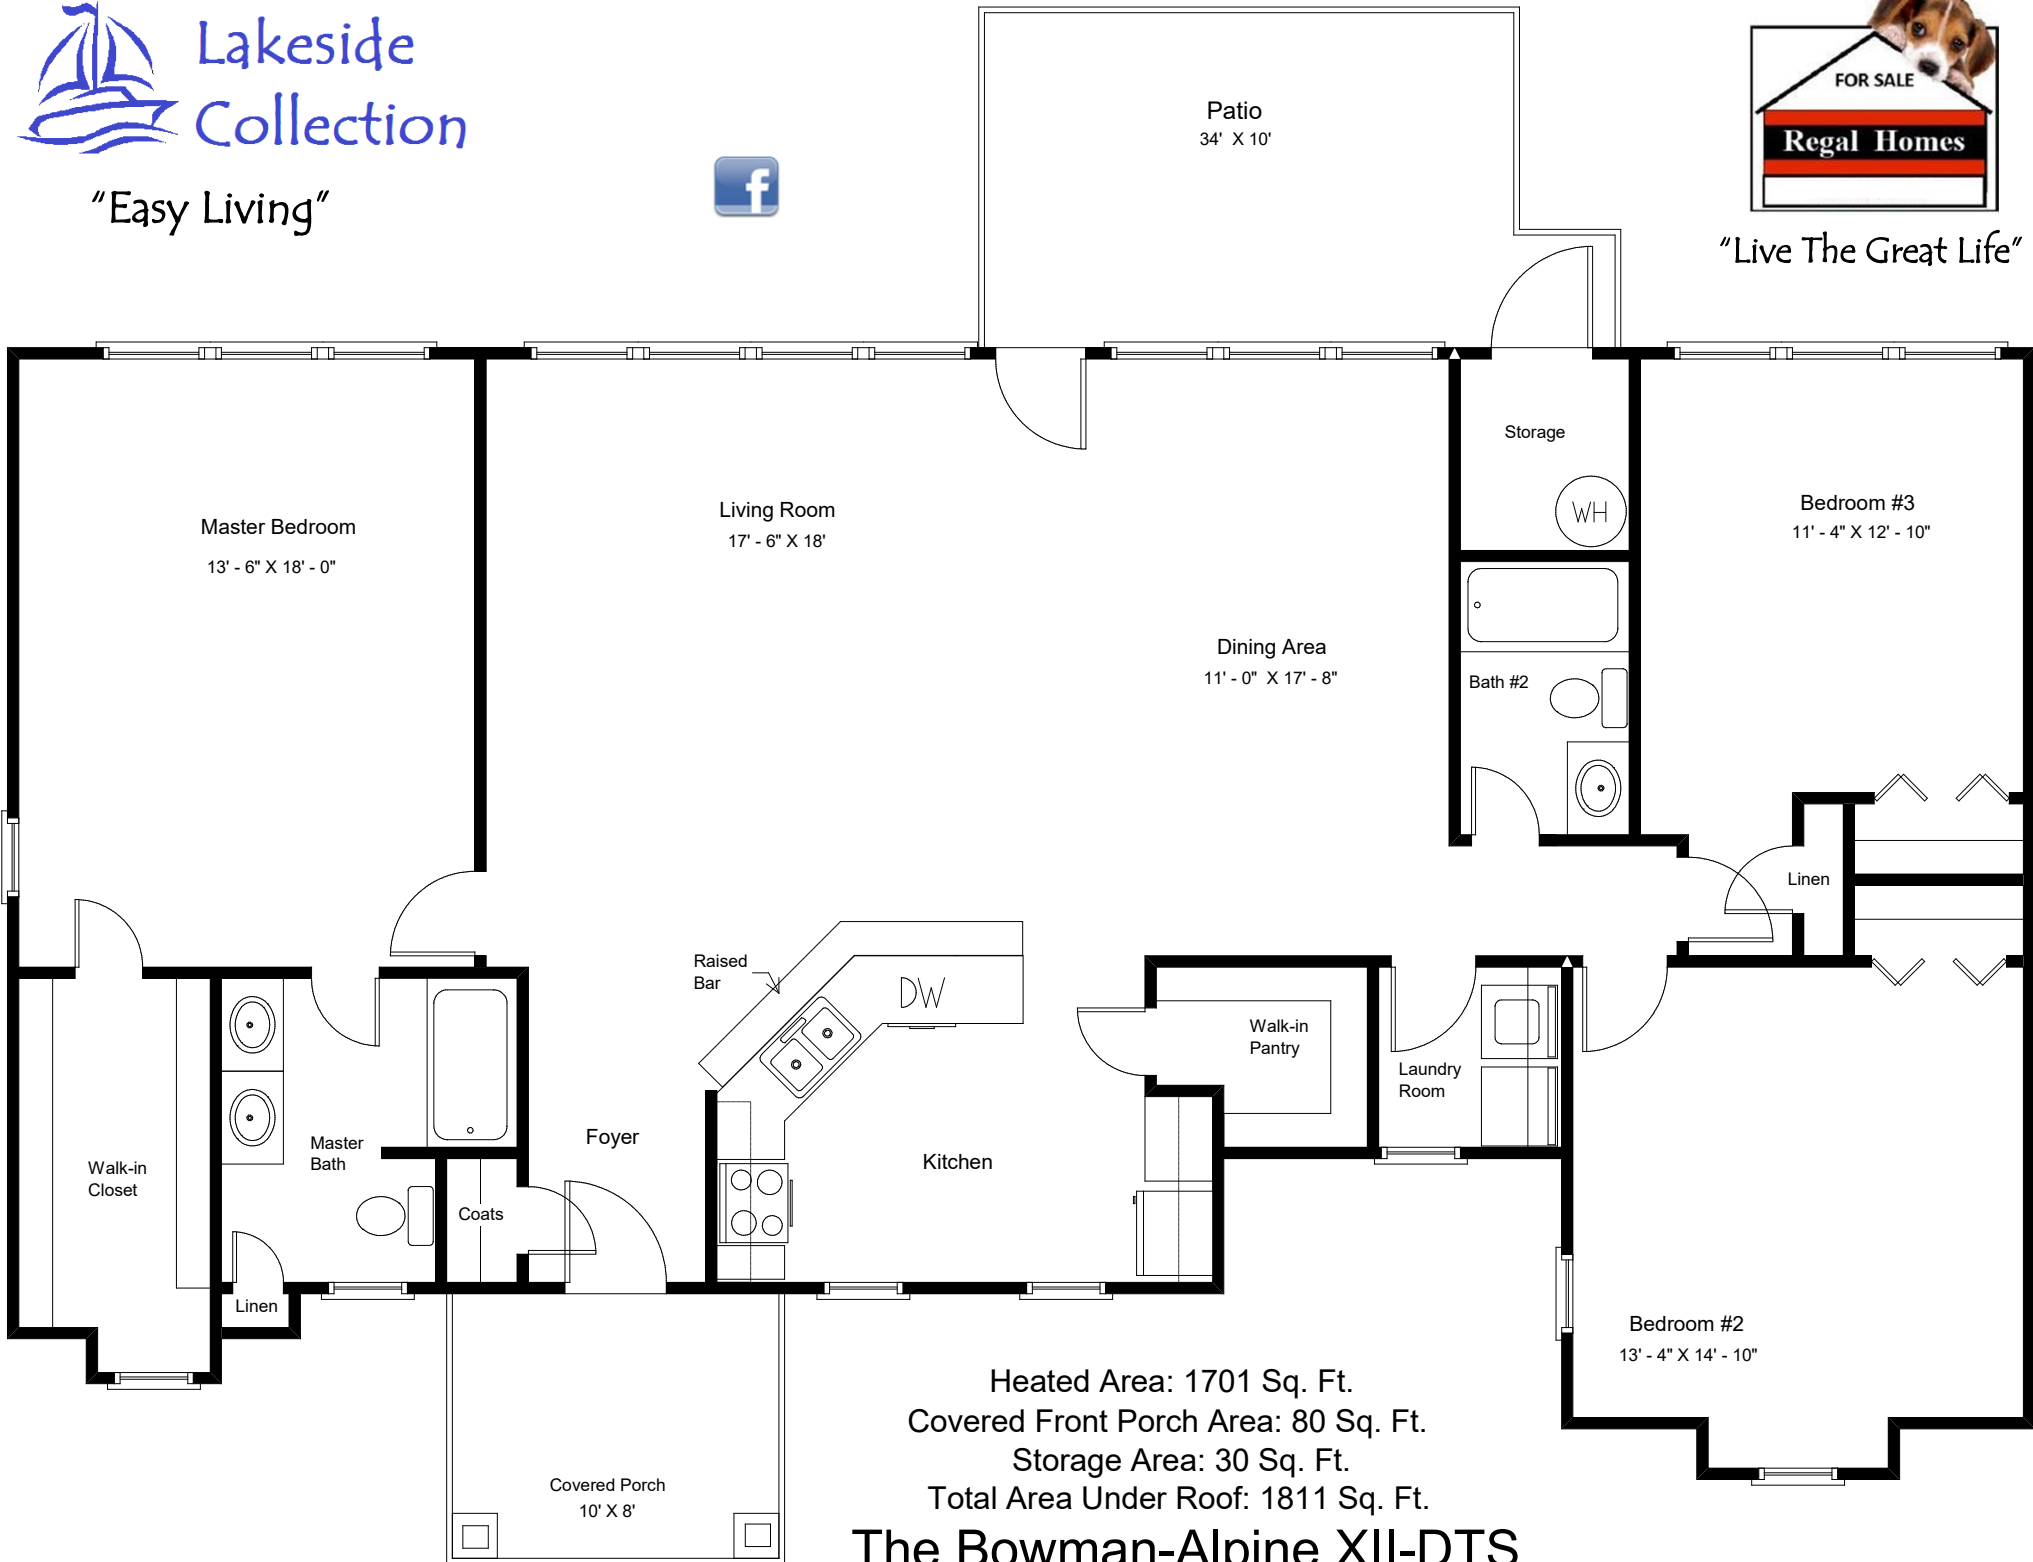 Lakeside
Collection
"Easy Living"
f
FOR SALE
Regal Homes
"Live The Great Life"
Patio
34' X 10'
Storage
WH
Master Bedroom
13' - 6" X 18' - 0"
Living Room
17' - 6" X 18'
Bedroom #3
11' - 4" X 12' - 10"
Dining Area
11' - 0" X 17' - 8"
Bath #2
Linen
Raised
Bar
DW
Walk-in
Pantry
Laundry
Room
Master
Bath
Foyer
Kitchen
Walk-in
Closet
Coats
Linen
Bedroom #2
13' - 4" X 14' - 10"
Covered Porch
10' X 8'
Heated Area: 1701 Sq. Ft.
Covered Front Porch Area: 80 Sq. Ft.
Storage Area: 30 Sq. Ft.
Total Area Under Roof: 1811 Sq. Ft.
The Bowman-Alpine XII-DTS